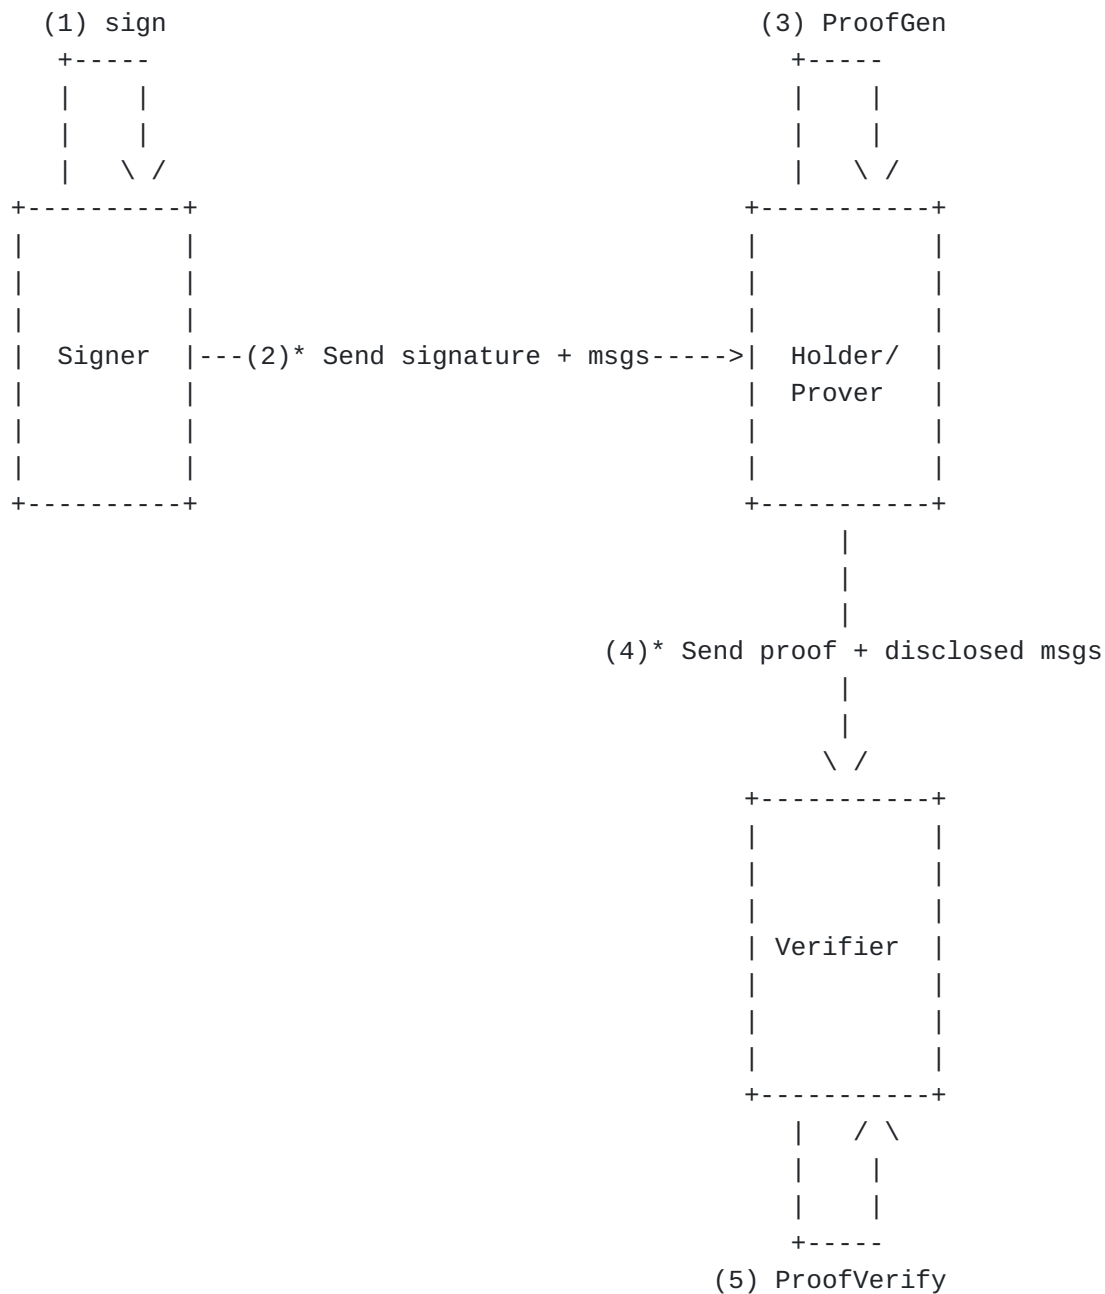 (1) sign (3) ProofGen
Signer ---(2)* Send signature + msgs-----> Holder/
Prover
(4)* Send proof + disclosed msgs
Verifier
(5) ProofVerify